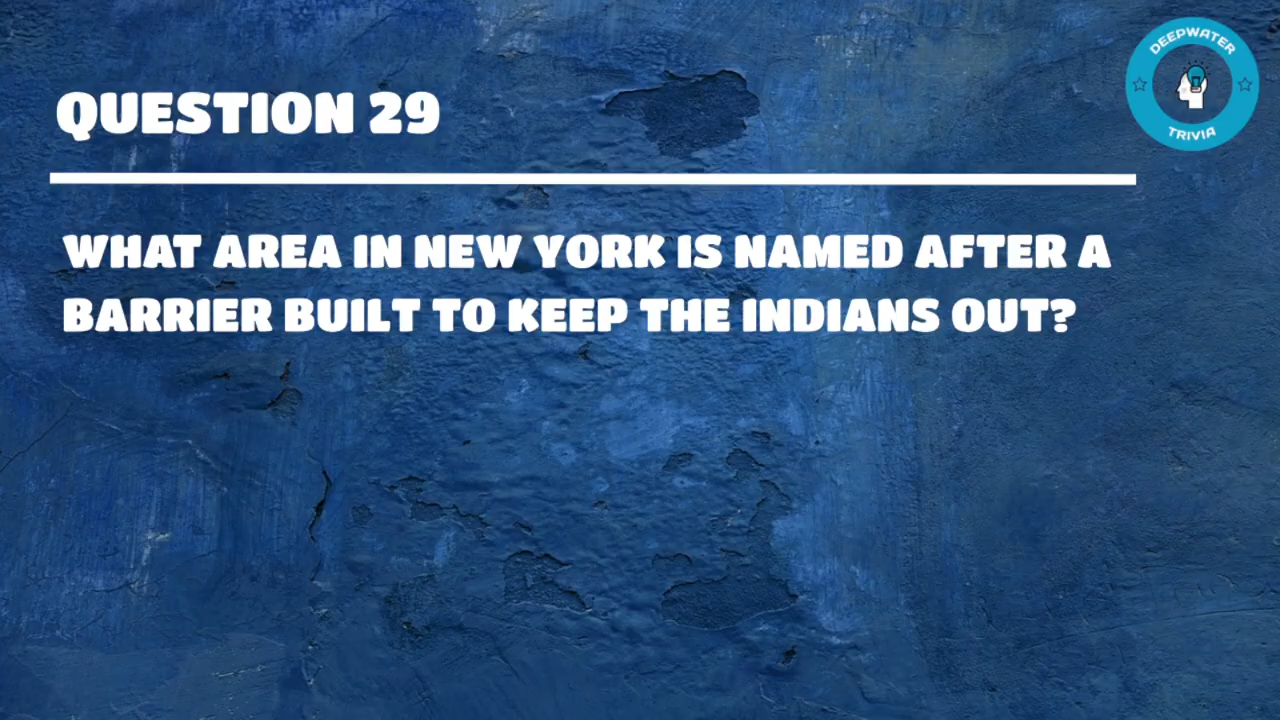 DEEPWATER
TRIVIA
QUESTION 29
WHAT AREA IN NEW YORK IS NAMED AFTER A
BARRIER BUILT TO KEEP THE INDIANS OUT?